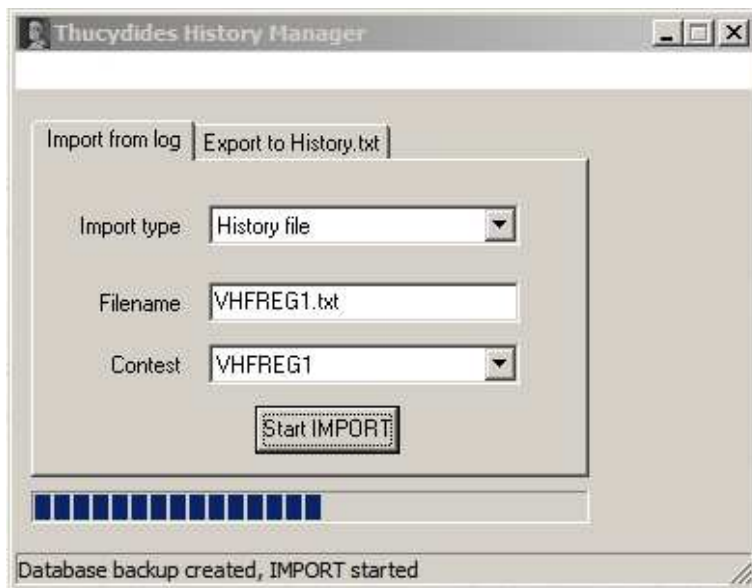 Thucydides History Manager
Import from log Export to History.txt
Import type History file
Filename VHFREG1.txt
Contest VHFREG1
Start IMPORT
Database backup created, IMPORT started